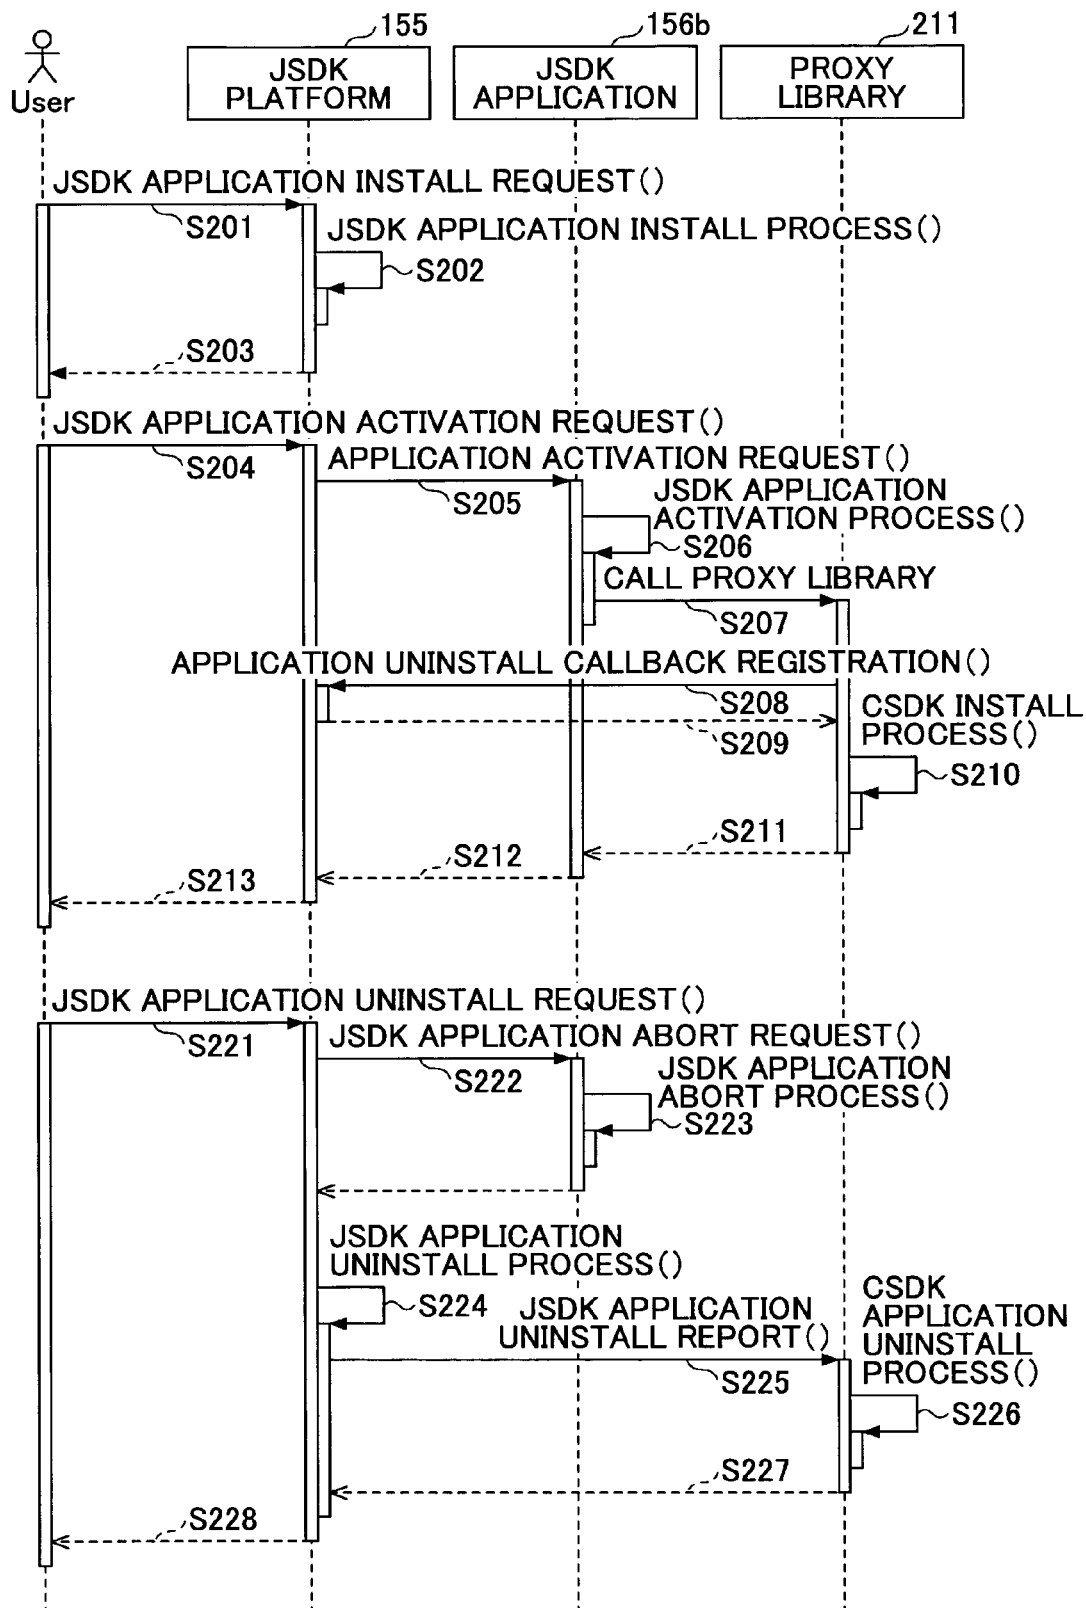 155
156b
211
User
JSDK
PLATFORM
JSDK
APPLICATION
PROXY
LIBRARY
JSDK APPLICATION INSTALL REQUEST()
S201
JSDK APPLICATION INSTALL PROCESS()
S202
S203
JSDK APPLICATION ACTIVATION REQUEST()
S204
APPLICATION ACTIVATION REQUEST()
S205
JSDK APPLICATION
ACTIVATION PROCESS()
S206
CALL PROXY LIBRARY
S207
APPLICATION UNINSTALL CALLBACK REGISTRATION()
S208
S209
CSDK INSTALL
PROCESS()
S210
S211
S212
S213
JSDK APPLICATION UNINSTALL REQUEST()
S221
JSDK APPLICATION ABORT REQUEST()
S222
JSDK APPLICATION
ABORT PROCESS()
S223
JSDK APPLICATION
UNINSTALL PROCESS()
S224
JSDK APPLICATION
UNINSTALL REPORT()
S225
CSDK
APPLICATION
UNINSTALL
PROCESS()
S226
S227
S228